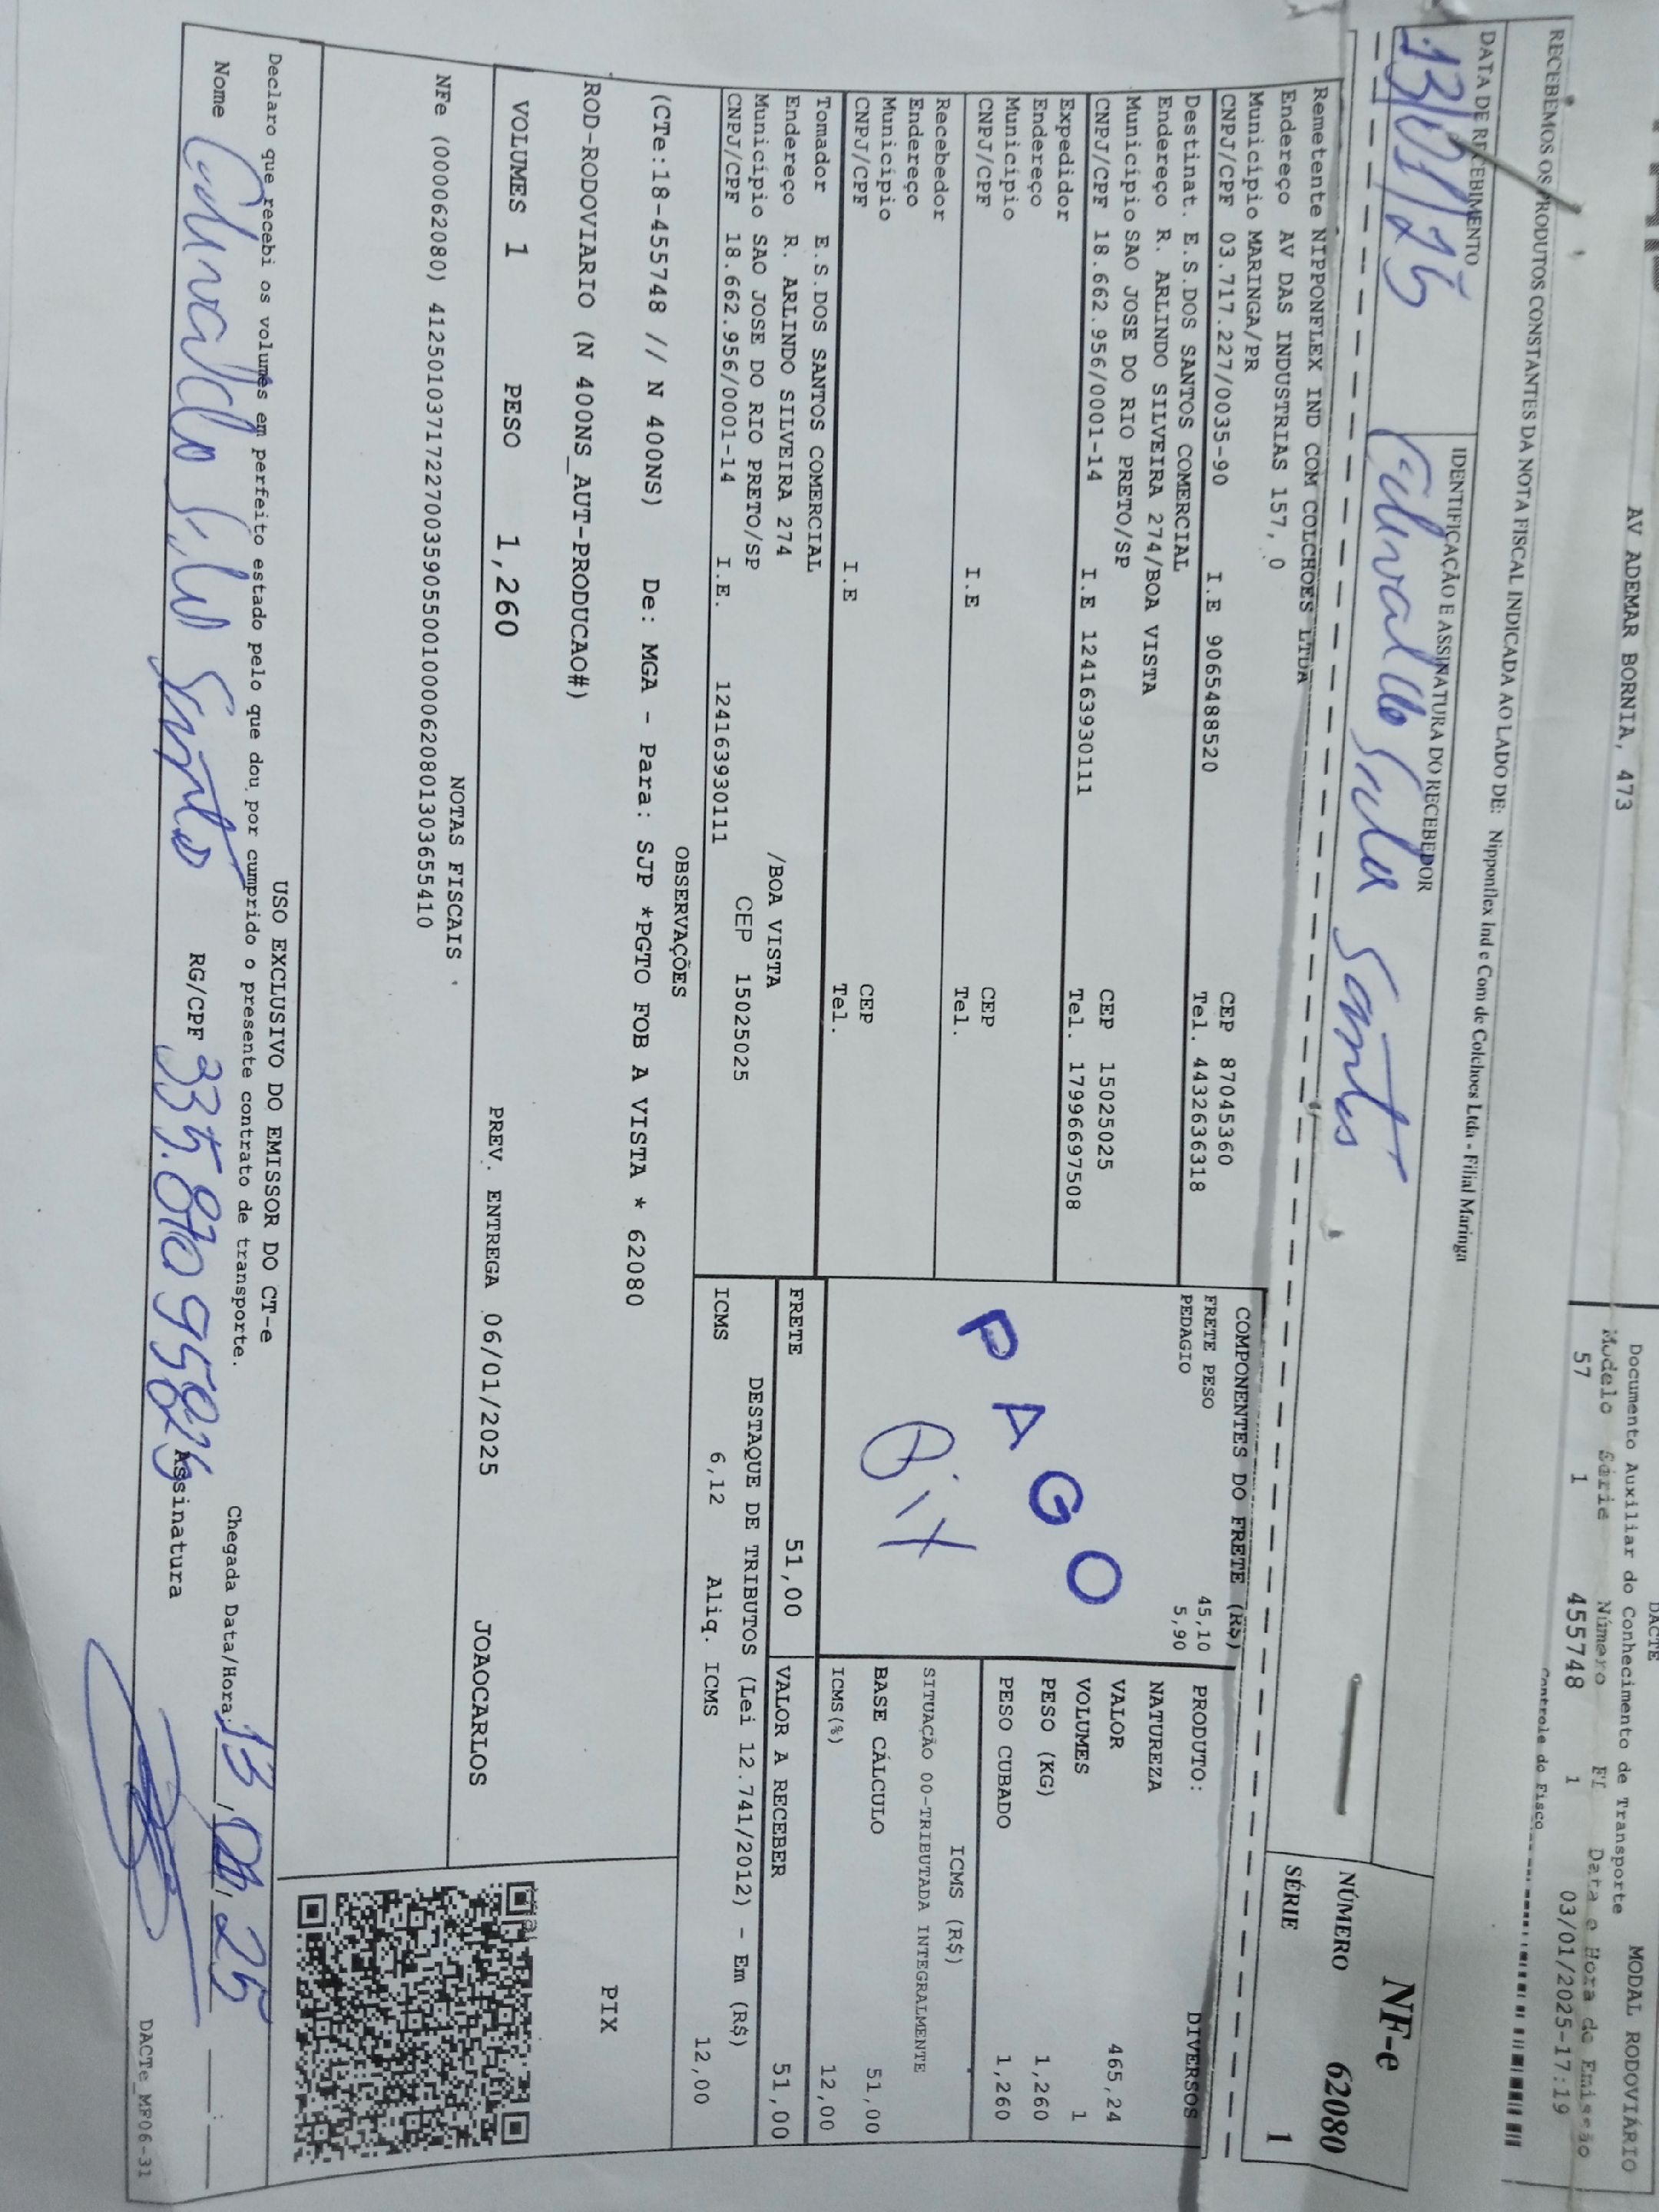 AV ADEMAR BORNIA, 473
DACTE
Documento Auxiliar do Conhecimento de Transporte
MODAL RODOVIÁRIO
Modelo Série Número Fl Data e Hora de Emissão
57 1 455748 1 03/01/2025-17:19
Controle do Fisco
RECEBEMOS OS PRODUTOS CONSTANTES DA NOTA FISCAL INDICADA AO LADO DE: Nipponflex Ind e Com de Colchoes Ltda - Filial Maringa
DATA DE RECEBIMENTO
IDENTIFICAÇÃO E ASSINATURA DO RECEBEDOR
13/01/25
Santos
NF-e
NÚMERO 62080
SÉRIE 1
Remetente NIPPONFLEX IND COM COLCHOES LTDA
Endereço AV DAS INDUSTRIAS 157, 0
Município MARINGA/PR
CEP 87045360
CNPJ/CPF 03.717.227/0035-90 I.E 9065488520 Tel. 4432636318
Destinat. E.S.DOS SANTOS COMERCIAL
Endereço R. ARLINDO SILVEIRA 274/BOA VISTA
Município SAO JOSE DO RIO PRETO/SP CEP 15025025
CNPJ/CPF 18.662.956/0001-14 I.E 124163930111 Tel. 17996697508
Expedidor
Endereço
Município CEP
CNPJ/CPF I.E Tel.
Recebedor
Endereço
Município CEP
CNPJ/CPF I.E Tel.
Tomador E.S.DOS SANTOS COMERCIAL
Endereço R. ARLINDO SILVEIRA 274 /BOA VISTA
Município SAO JOSE DO RIO PRETO/SP CEP 15025025
CNPJ/CPF 18.662.956/0001-14 I.E. 124163930111
COMPONENTES DO FRETE (R$)
FRETE PESO 45,10
PEDAGIO 5,90
PAGO
Pix
PRODUTO: DIVERSOS
NATUREZA
VALOR 465,24
VOLUMES 1
PESO (KG) 1,260
PESO CUBADO 1,260
ICMS (R$)
SITUAÇÃO 00-TRIBUTADA INTEGRALMENTE
BASE CÁLCULO 51,00
ICMS(%) 12,00
FRETE 51,00
VALOR A RECEBER 51,00
DESTAQUE DE TRIBUTOS (Lei 12.741/2012) - Em (R$)
ICMS 6,12 Aliq. ICMS 12,00
OBSERVAÇÕES
(CTe:18-455748 // N 400NS) De: MGA - Para: SJP *PGTO FOB A VISTA * 62080
ROD-RODOVIARIO (N 400NS_AUT-PRODUCAO#)
PIX
VOLUMES 1 PESO 1,260 PREV. ENTREGA 06/01/2025 JOAOCARLOS
NOTAS FISCAIS
NFe (000062080) 41250103717227003590550010000620801303655410
USO EXCLUSIVO DO EMISSOR DO CT-e
Declaro que recebi os volumes em perfeito estado pelo que dou por cumprido o presente contrato de transporte.
Chegada Data/Hora: 13/01/25
Nome Santos RG/CPF Assinatura
DACTe_MF06-31